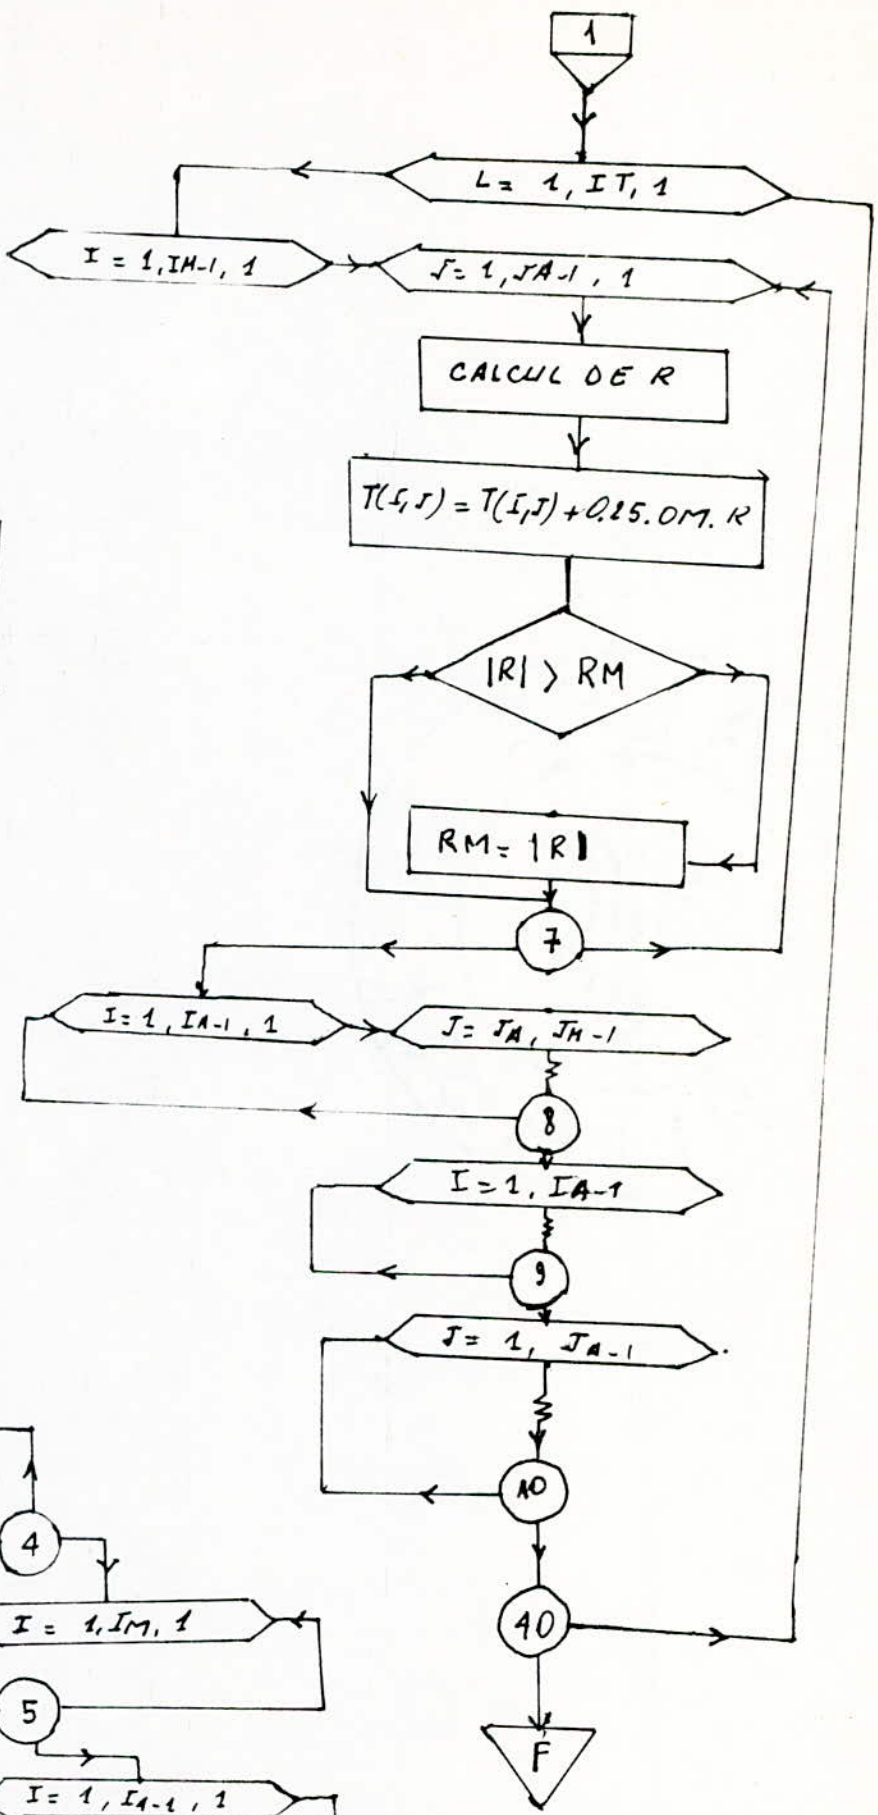 1
L = 1, IT, 1
I = 1, IM-1, 1
J = 1, JA-1, 1
CALCUL DE R
T(I,J) = T(I,J) + 0.25.OM.R
|R| > RM
RM = |R|
7
I = 1, IA-1, 1
J = JA, JM-1
8
I = 1, IA-1
9
J = 1, JA-1
10
40
F
4
I = 1, IM, 1
5
I = 1, IA-1, 1